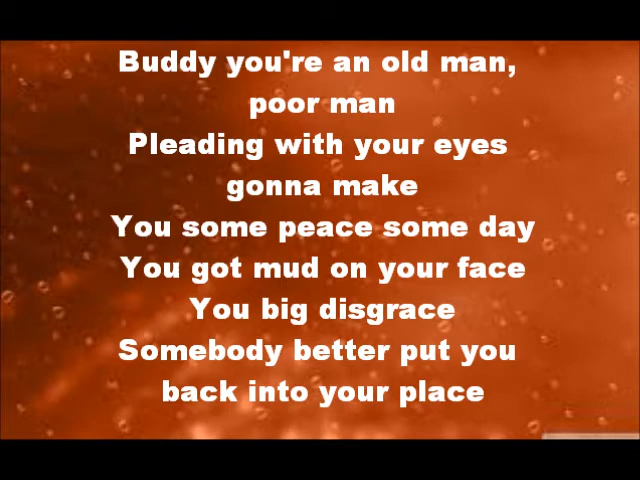 Buddy you're an old man,
poor man
Pleading with your eyes
gonna make
You some peace some day
You got mud on your face
You big disgrace
Somebody better put you
back into your place